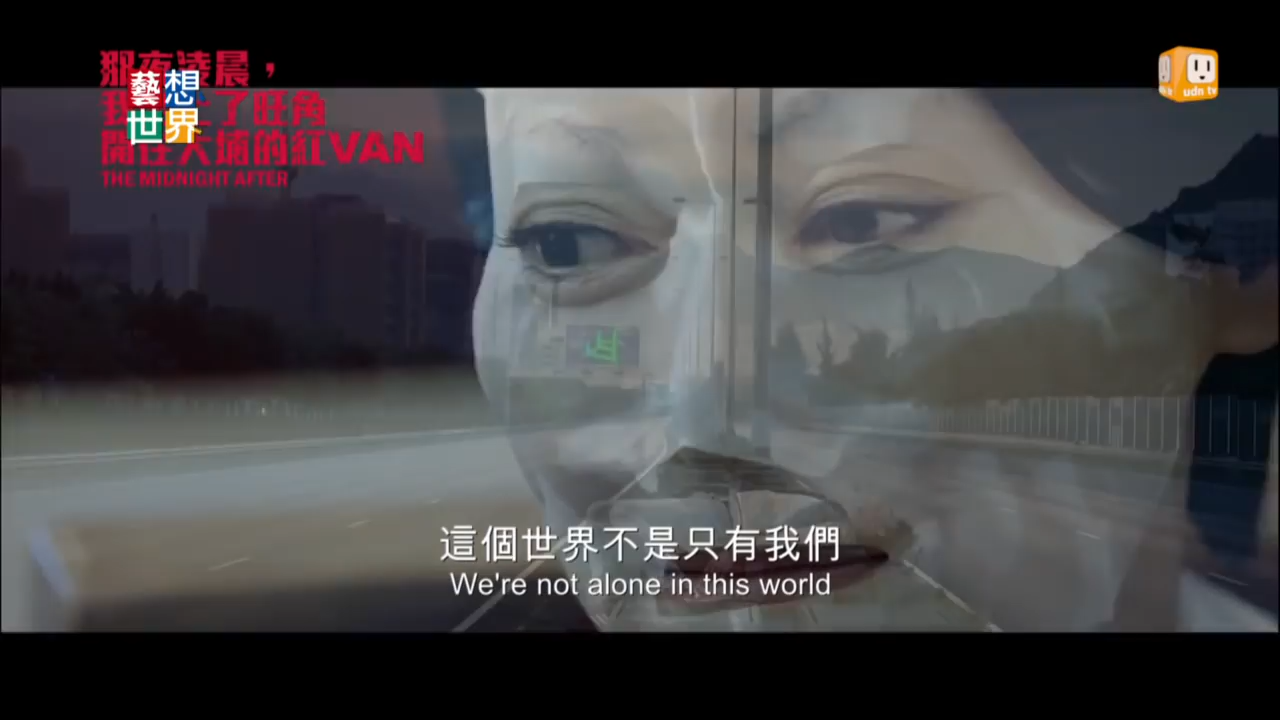 那夜凌晨，
我 了旺角
開往大埔的紅VAN
THE MIDNIGHT AFTER
藝想
世界
udn tv
這個世界不是只有我們
We're not alone in this world